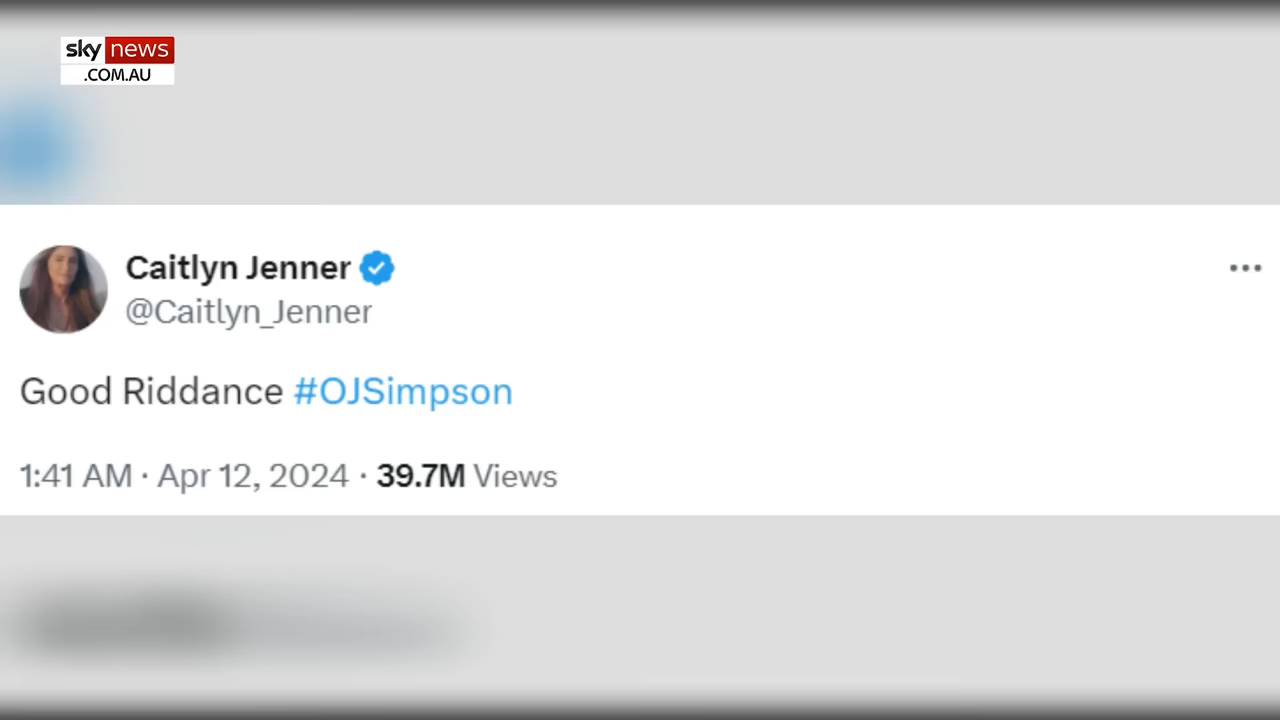 sky news
.COM.AU
Caitlyn Jenner
@Caitlyn_Jenner
Good Riddance #OJSimpson
1:41 AM · Apr 12, 2024 · 39.7M Views